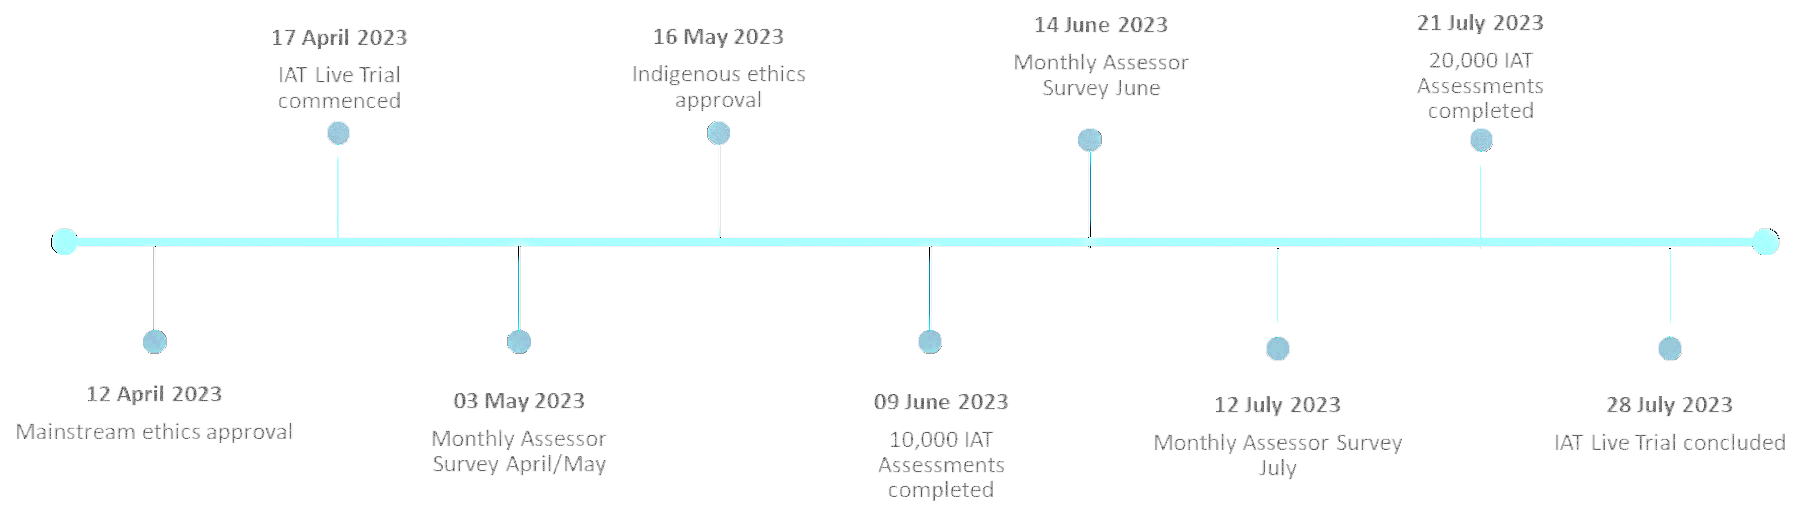 12 April 2023
Mainstream ethics approval
17 April 2023
IAT Live Trial
commenced
03 May 2023
Monthly Assessor
Survey April/May
16 May 2023
Indigenous ethics
approval
09 June 2023
10,000 IAT
Assessments
completed
14 June 2023
Monthly Assessor
Survey June
12 July 2023
Monthly Assessor Survey
July
21 July 2023
20,000 IAT
Assessments
completed
28 July 2023
IAT Live Trial concluded